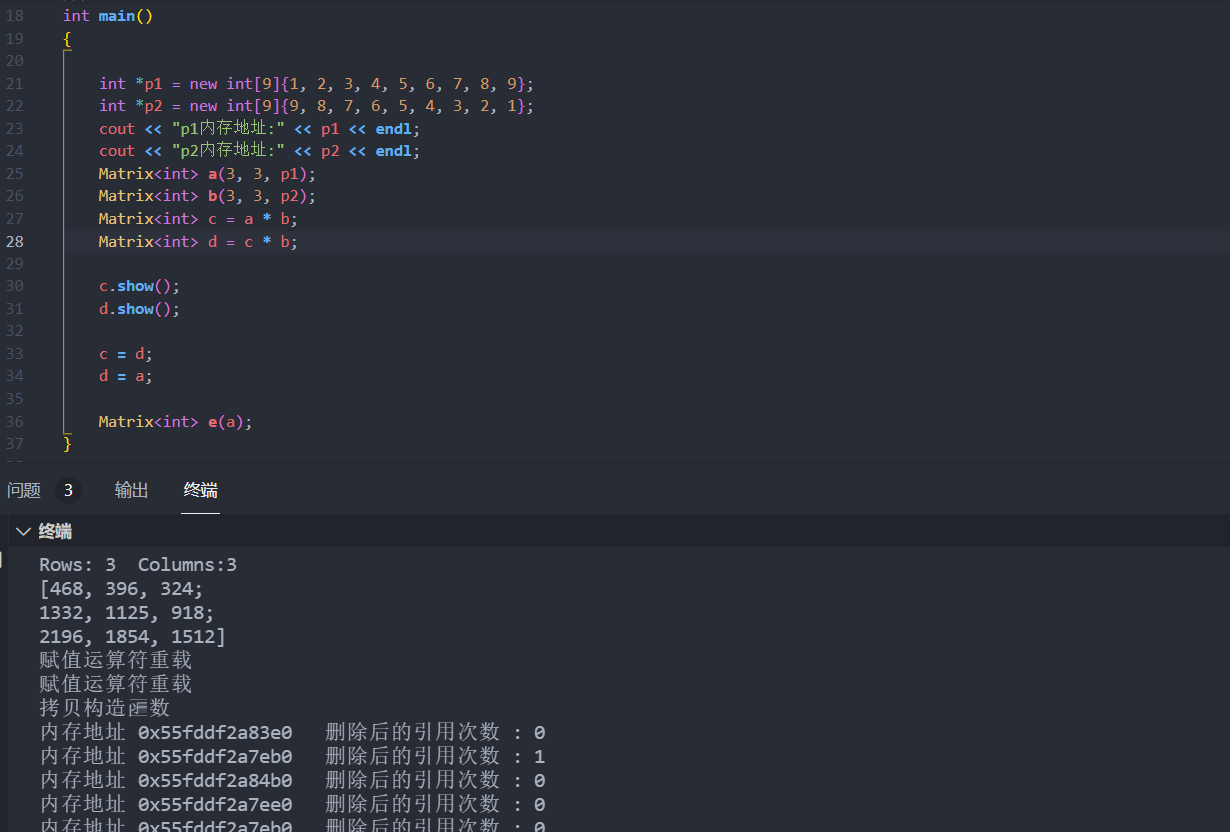 18 int main()
19 {
20
21 int *p1 = new int[9]{1, 2, 3, 4, 5, 6, 7, 8, 9};
22 int *p2 = new int[9]{9, 8, 7, 6, 5, 4, 3, 2, 1};
23 cout << "p1内存地址:" << p1 << endl;
24 cout << "p2内存地址:" << p2 << endl;
25 Matrix<int> a(3, 3, p1);
26 Matrix<int> b(3, 3, p2);
27 Matrix<int> c = a * b;
28 Matrix<int> d = c * b;
29
30 c.show();
31 d.show();
32
33 c = d;
34 d = a;
35
36 Matrix<int> e(a);
37 }
问题 3 输出 终端
终端
Rows: 3 Columns:3
[468, 396, 324;
1332, 1125, 918;
2196, 1854, 1512]
赋值运算符重载
赋值运算符重载
拷贝构造函数
内存地址 0x55fddf2a83e0 删除后的引用次数 : 0
内存地址 0x55fddf2a7eb0 删除后的引用次数 : 1
内存地址 0x55fddf2a84b0 删除后的引用次数 : 0
内存地址 0x55fddf2a7ee0 删除后的引用次数 : 0
内存地址 0x55fddf2a7eb0 删除后的引用次数 : 0